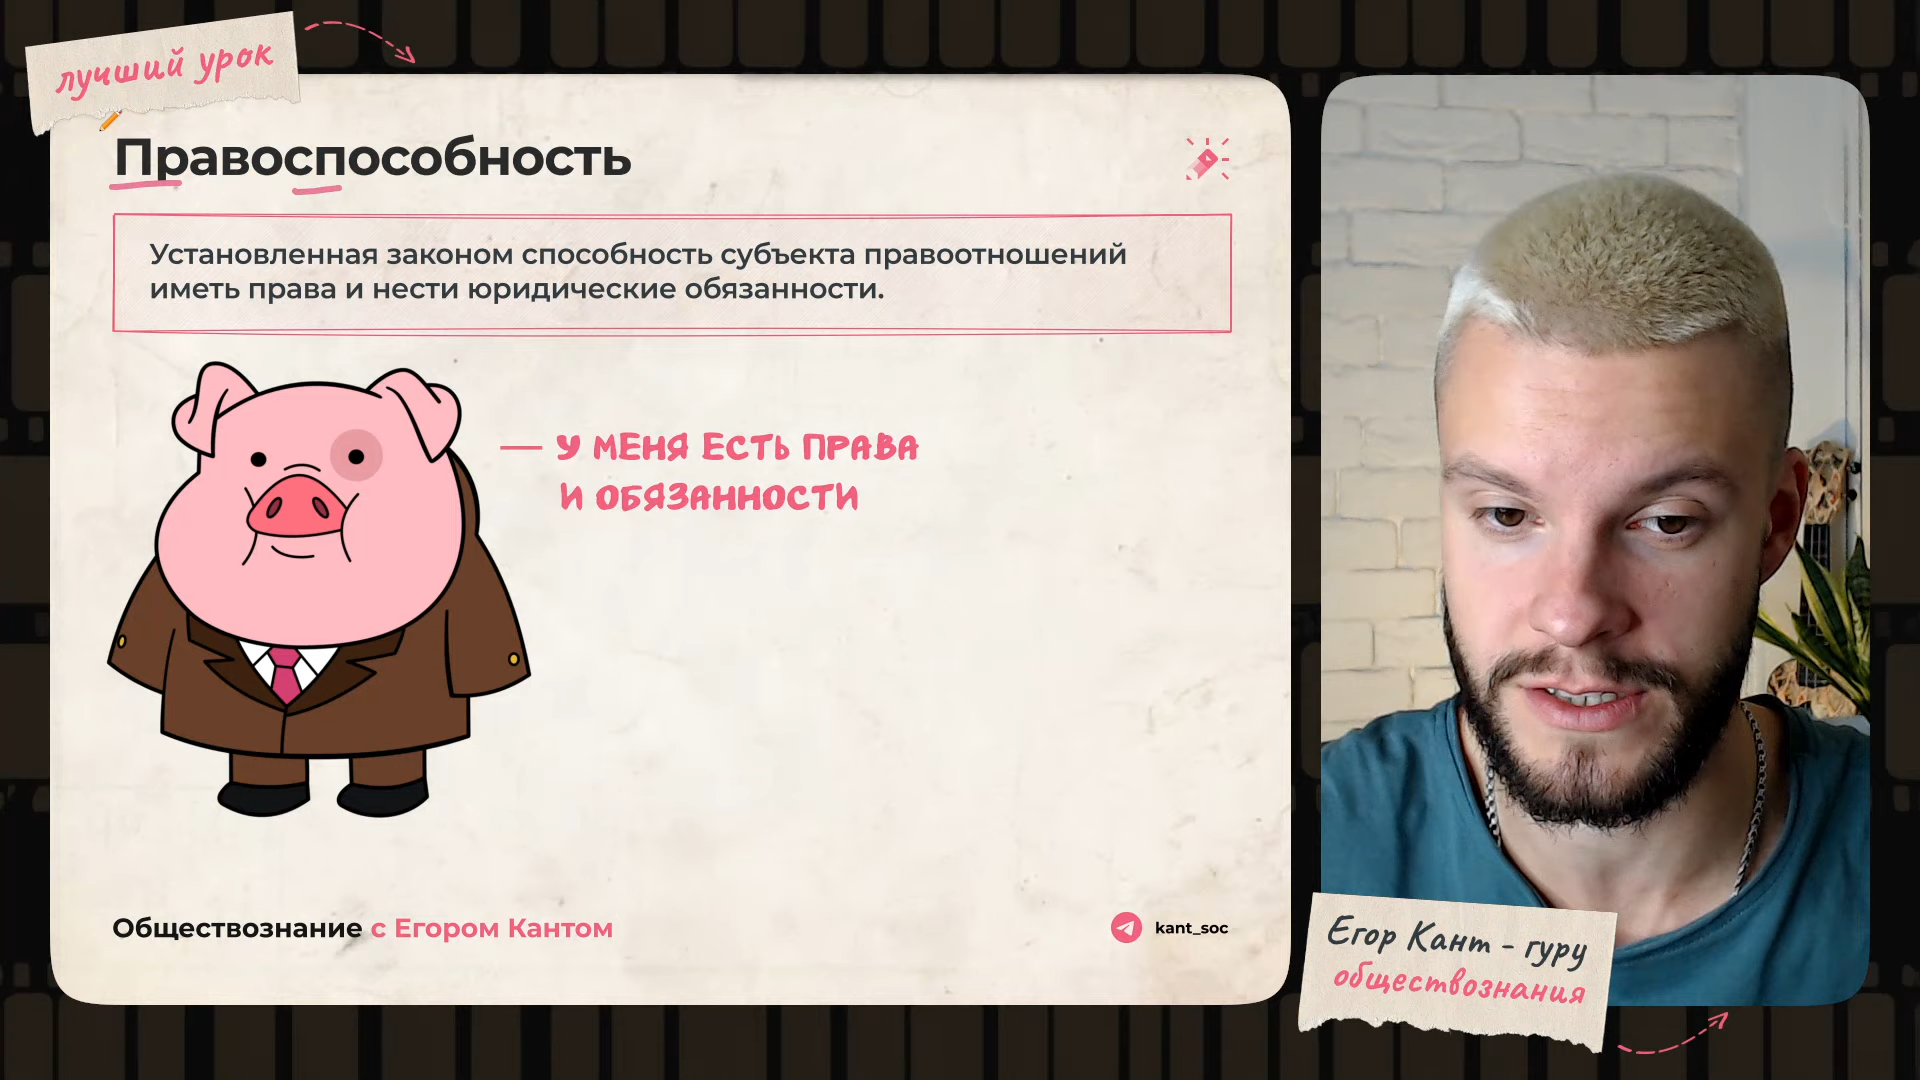 лучший урок
Правоспособность
Установленная законом способность субъекта правоотношений
иметь права и нести юридические обязанности.
— У МЕНЯ ЕСТЬ ПРАВА
И ОБЯЗАННОСТИ
Обществознание с Егором Кантом
kant_soc
Егор Кант - гуру
обществознания